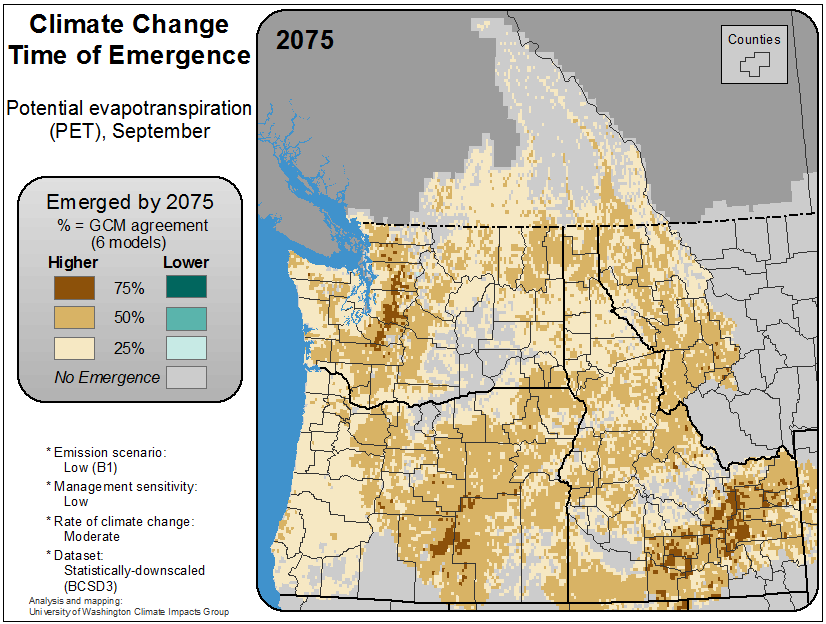 Climate Change
Time of Emergence
Potential evapotranspiration
(PET), September
2075
Counties
Emerged by 2075
% = GCM agreement
(6 models)
Higher Lower
75%
50%
25%
No Emergence
* Emission scenario:
Low (B1)
* Management sensitivity:
Low
* Rate of climate change:
Moderate
* Dataset:
Statistically-downscaled
(BCSD3)
Analysis and mapping:
University of Washington Climate Impacts Group